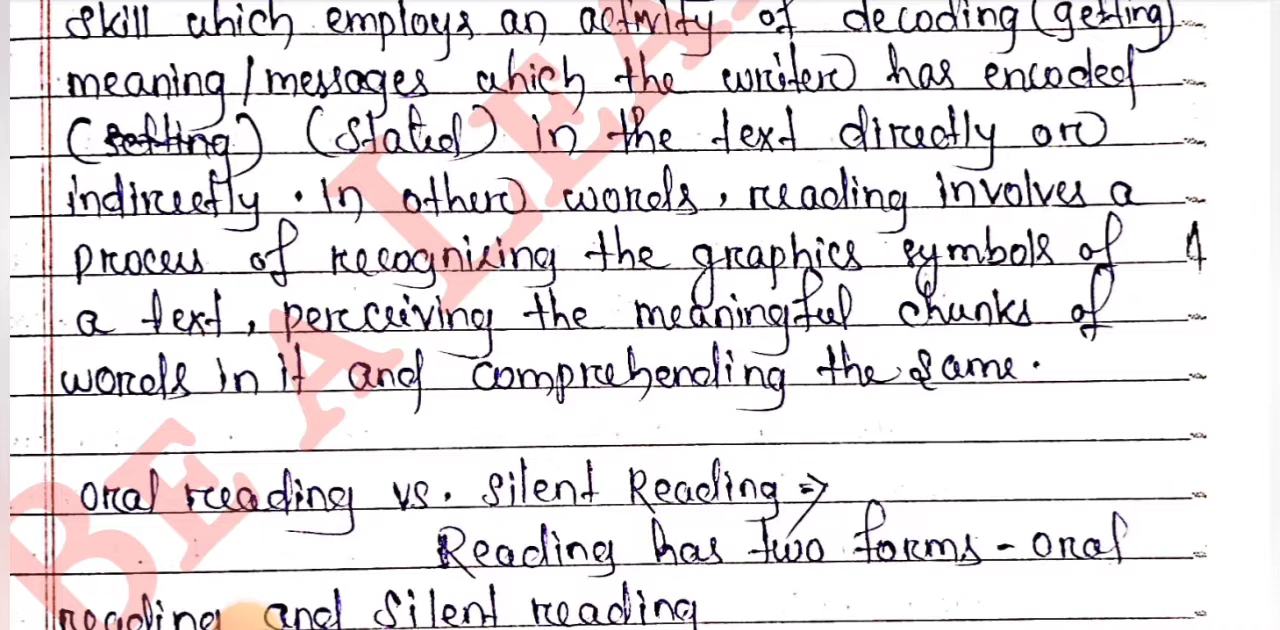 skill which employs an activity of decoding (getting)
meaning/messages which the writer has encoded
(setting) (stated) in the text directly or
indirectly. In other words, reading involves a
process of recognizing the graphics symbols of
a text, perceiving the meaningful chunks of
words in it and comprehending the same.
Oral reading vs. Silent Reading ⇒
Reading has two forms - oral
reading and Silent reading
BE A LEA